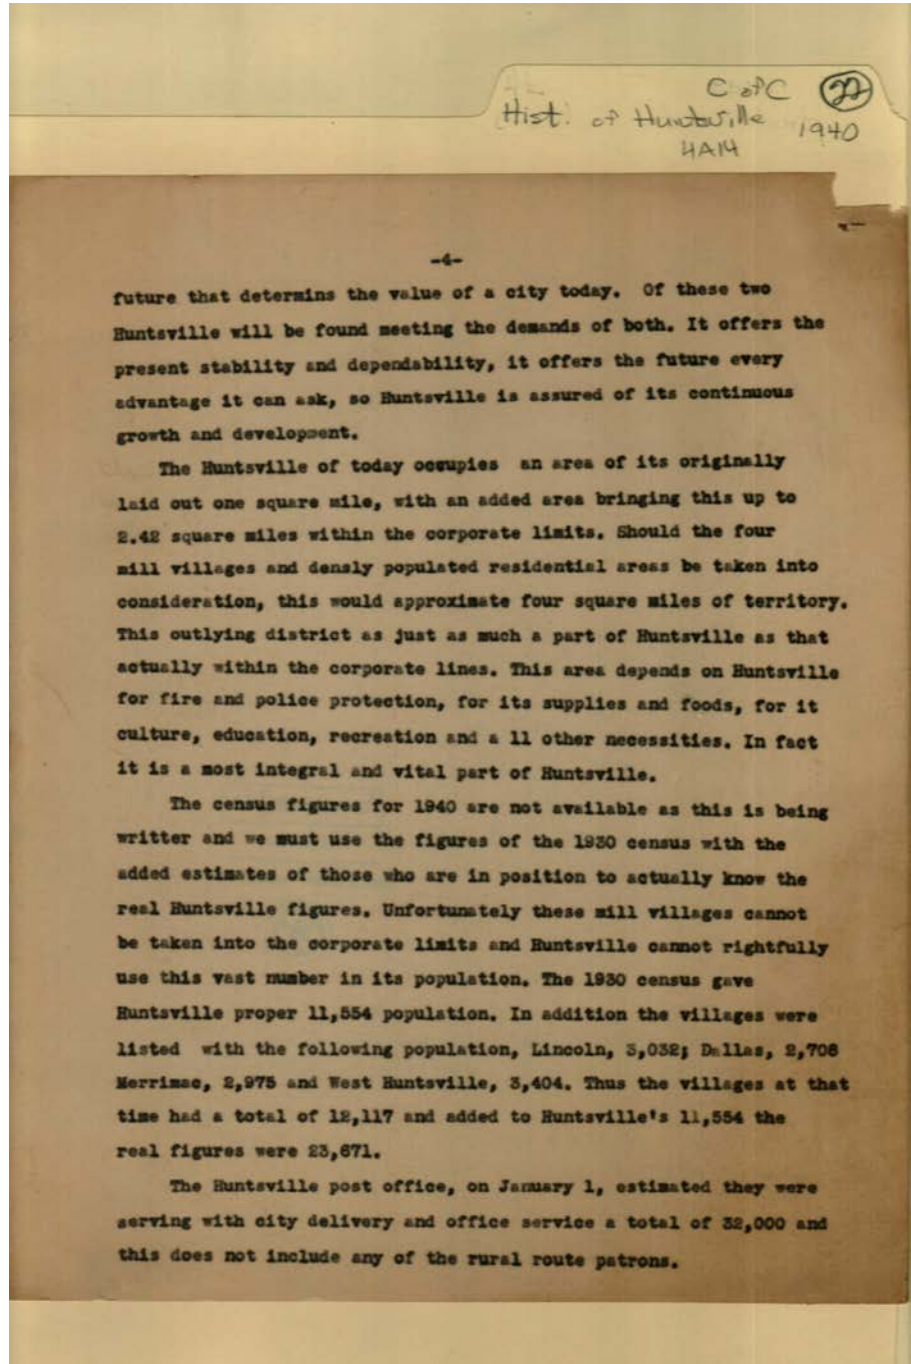 C of C 22
Hist. of Huntsville 1940
4A14
-4-
future that determins the value of a city today. Of these two
Huntsville will be found meeting the demands of both. It offers the
present stability and dependability, it offers the future every
advantage it can ask, so Huntsville is assured of its continuous
growth and development.
The Huntsville of today occupies an area of its originally
laid out one square mile, with an added area bringing this up to
2.42 square miles within the corporate limits. Should the four
mill villages and densly populated residential areas be taken into
consideration, this would approximate four square miles of territory.
This outlying district as just as much a part of Huntsville as that
actually within the corporate lines. This area depends on Huntsville
for fire and police protection, for its supplies and foods, for it
culture, education, recreation and a 11 other necessities. In fact
it is a most integral and vital part of Huntsville.
The census figures for 1940 are not available as this is being
writter and we must use the figures of the 1930 census with the
added estimates of those who are in position to actually know the
real Huntsville figures. Unfortunately these mill villages cannot
be taken into the corporate limits and Huntsville cannot rightfully
use this vast number in its population. The 1930 census gave
Huntsville proper 11,554 population. In addition the villages were
listed with the following population, Lincoln, 3,032; Dallas, 2,706
Merrimac, 2,975 and West Huntsville, 3,404. Thus the villages at that
time had a total of 12,117 and added to Huntsville's 11,554 the
real figures were 23,671.
The Huntsville post office, on January 1, estimated they were
serving with city delivery and office service a total of 32,000 and
this does not include any of the rural route patrons.